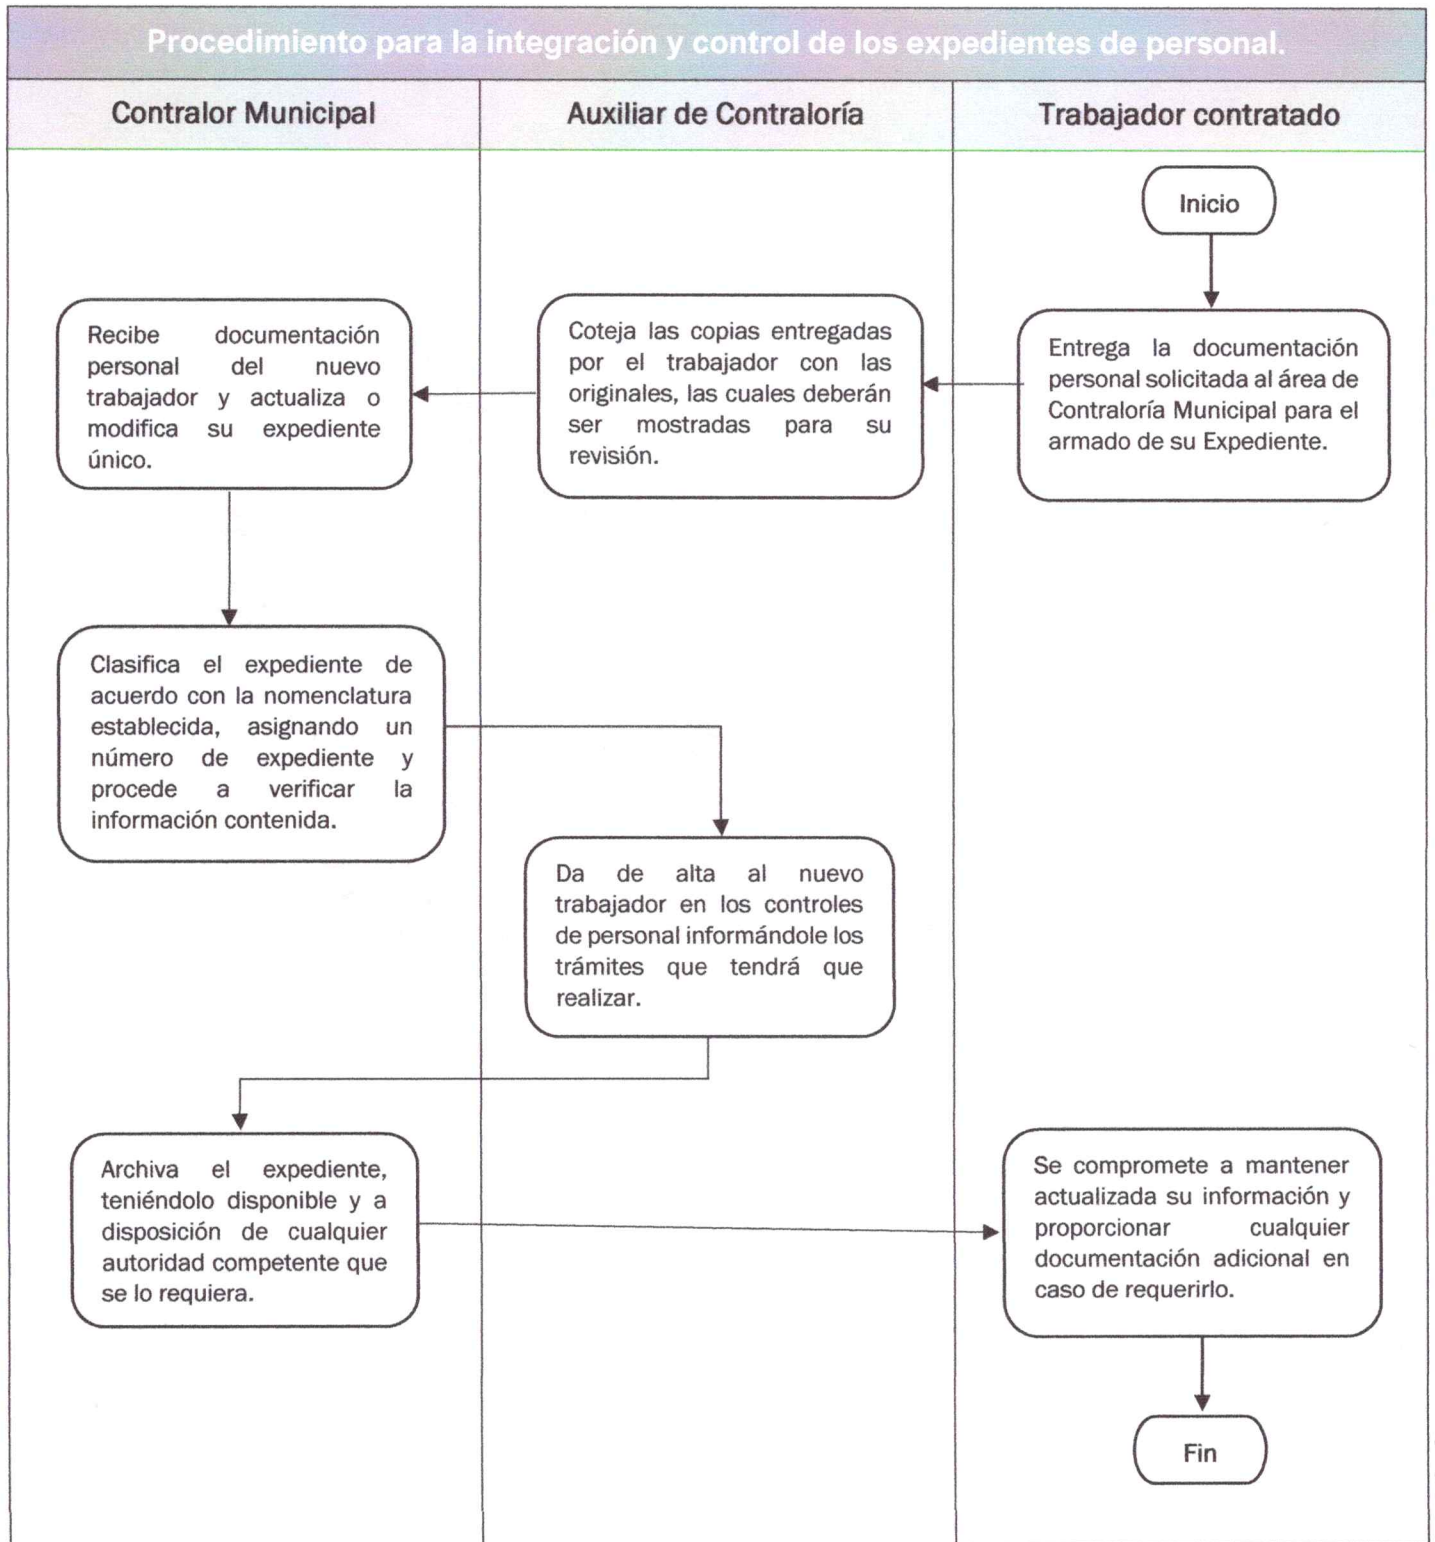 Procedimiento para la integración y control de los expedientes de personal.
Contralor Municipal
Auxiliar de Contraloría
Trabajador contratado
Inicio
Entrega la documentación
personal solicitada al área de
Contraloría Municipal para el
armado de su Expediente.
Coteja las copias entregadas
por el trabajador con las
originales, las cuales deberán
ser mostradas para su
revisión.
Recibe documentación
personal del nuevo
trabajador y actualiza o
modifica su expediente
único.
Clasifica el expediente de
acuerdo con la nomenclatura
establecida, asignando un
número de expediente y
procede a verificar la
información contenida.
Da de alta al nuevo
trabajador en los controles
de personal informándole los
trámites que tendrá que
realizar.
Archiva el expediente,
teniéndolo disponible y a
disposición de cualquier
autoridad competente que
se lo requiera.
Se compromete a mantener
actualizada su información y
proporcionar cualquier
documentación adicional en
caso de requerirlo.
Fin